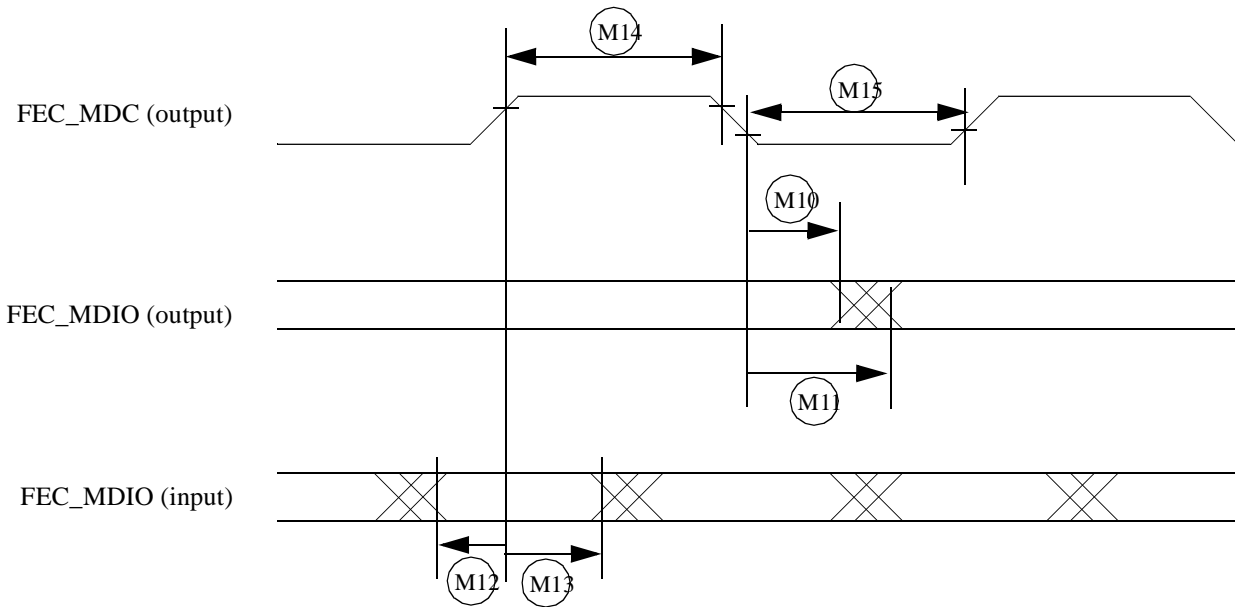 M14
FEC_MDC (output)
M15
M10
FEC_MDIO (output)
M11
FEC_MDIO (input)
M12
M13